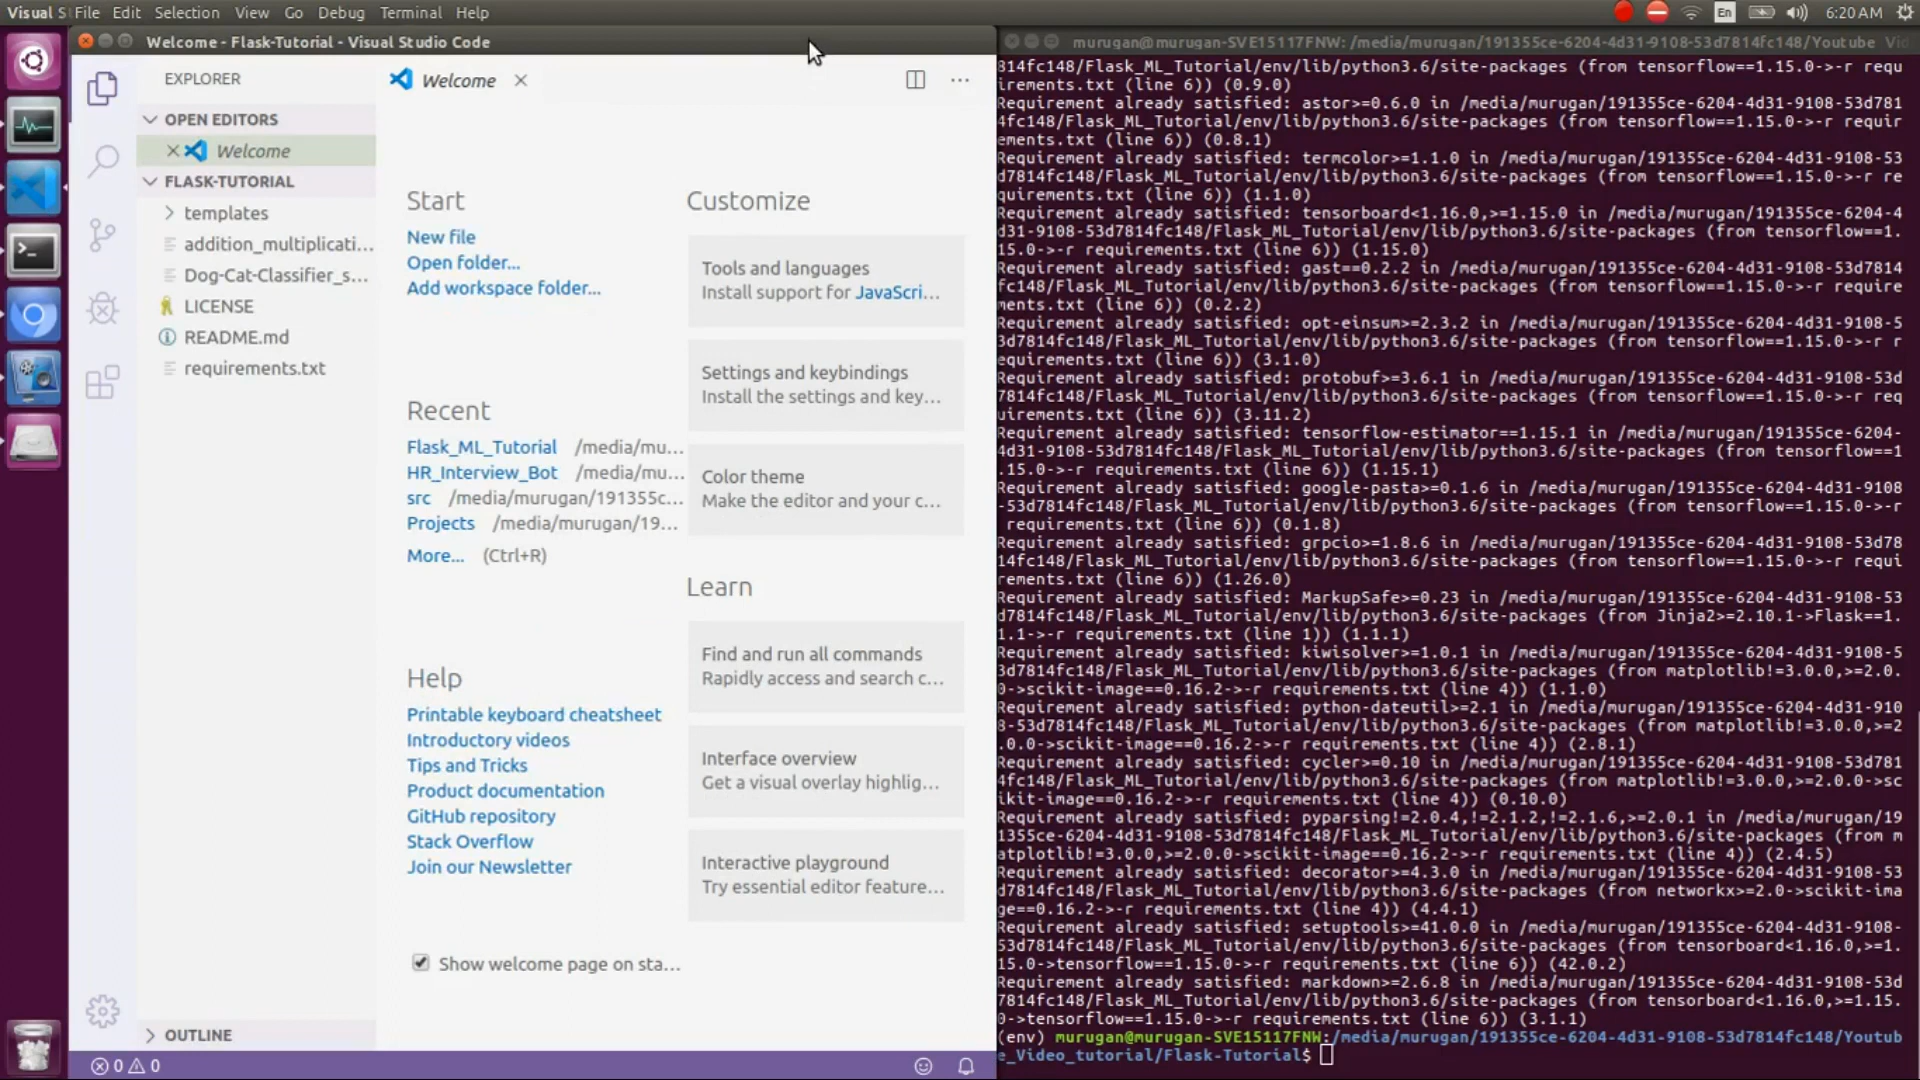 Visual S File Edit Selection View Go Debug Terminal Help
En
6:20 AM
Welcome - Flask-Tutorial - Visual Studio Code
EXPLORER
OPEN EDITORS
Welcome
FLASK-TUTORIAL
templates
addition_multiplicati...
Dog-Cat-Classifier_s...
LICENSE
README.md
requirements.txt
OUTLINE
0 0
Welcome
Start
New file
Open folder...
Add workspace folder...
Recent
Flask_ML_Tutorial /media/mu...
HR_Interview_Bot /media/mu...
src /media/murugan/191355c...
Projects /media/murugan/19...
More... (Ctrl+R)
Help
Printable keyboard cheatsheet
Introductory videos
Tips and Tricks
Product documentation
GitHub repository
Stack Overflow
Join our Newsletter
Show welcome page on sta...
Customize
Tools and languages
Install support for JavaScri...
Settings and keybindings
Install the settings and key...
Color theme
Make the editor and your c...
Learn
Find and run all commands
Rapidly access and search c...
Interface overview
Get a visual overlay highlig...
Interactive playground
Try essential editor feature...
murugan@murugan-SVE15117FNW: /media/murugan/191355ce-6204-4d31-9108-53d7814fc148/Youtube_Vid
814fc148/Flask_ML_Tutorial/env/lib/python3.6/site-packages (from tensorflow==1.15.0->-r requ
irements.txt (line 6)) (0.9.0)
Requirement already satisfied: astor>=0.6.0 in /media/murugan/191355ce-6204-4d31-9108-53d781
4fc148/Flask_ML_Tutorial/env/lib/python3.6/site-packages (from tensorflow==1.15.0->-r requir
ements.txt (line 6)) (0.8.1)
Requirement already satisfied: termcolor>=1.1.0 in /media/murugan/191355ce-6204-4d31-9108-53
d7814fc148/Flask_ML_Tutorial/env/lib/python3.6/site-packages (from tensorflow==1.15.0->-r re
quirements.txt (line 6)) (1.1.0)
Requirement already satisfied: tensorboard<1.16.0,>=1.15.0 in /media/murugan/191355ce-6204-4
d31-9108-53d7814fc148/Flask_ML_Tutorial/env/lib/python3.6/site-packages (from tensorflow==1.
15.0->-r requirements.txt (line 6)) (1.15.0)
Requirement already satisfied: gast==0.2.2 in /media/murugan/191355ce-6204-4d31-9108-53d7814
fc148/Flask_ML_Tutorial/env/lib/python3.6/site-packages (from tensorflow==1.15.0->-r require
ments.txt (line 6)) (0.2.2)
Requirement already satisfied: opt-einsum>=2.3.2 in /media/murugan/191355ce-6204-4d31-9108-5
3d7814fc148/Flask_ML_Tutorial/env/lib/python3.6/site-packages (from tensorflow==1.15.0->-r r
equirements.txt (line 6)) (3.1.0)
Requirement already satisfied: protobuf>=3.6.1 in /media/murugan/191355ce-6204-4d31-9108-53d
7814fc148/Flask_ML_Tutorial/env/lib/python3.6/site-packages (from tensorflow==1.15.0->-r req
uirements.txt (line 6)) (3.11.2)
Requirement already satisfied: tensorflow-estimator==1.15.1 in /media/murugan/191355ce-6204-
4d31-9108-53d7814fc148/Flask_ML_Tutorial/env/lib/python3.6/site-packages (from tensorflow==1
.15.0->-r requirements.txt (line 6)) (1.15.1)
Requirement already satisfied: google-pasta>=0.1.6 in /media/murugan/191355ce-6204-4d31-9108
-53d7814fc148/Flask_ML_Tutorial/env/lib/python3.6/site-packages (from tensorflow==1.15.0->-r
 requirements.txt (line 6)) (0.1.8)
Requirement already satisfied: grpcio>=1.8.6 in /media/murugan/191355ce-6204-4d31-9108-53d78
14fc148/Flask_ML_Tutorial/env/lib/python3.6/site-packages (from tensorflow==1.15.0->-r requi
rements.txt (line 6)) (1.26.0)
Requirement already satisfied: MarkupSafe>=0.23 in /media/murugan/191355ce-6204-4d31-9108-53
d7814fc148/Flask_ML_Tutorial/env/lib/python3.6/site-packages (from Jinja2>=2.10.1->Flask==1.
1.1->-r requirements.txt (line 1)) (1.1.1)
Requirement already satisfied: kiwisolver>=1.0.1 in /media/murugan/191355ce-6204-4d31-9108-5
3d7814fc148/Flask_ML_Tutorial/env/lib/python3.6/site-packages (from matplotlib!=3.0.0,>=2.0.
0->scikit-image==0.16.2->-r requirements.txt (line 4)) (1.1.0)
Requirement already satisfied: python-dateutil>=2.1 in /media/murugan/191355ce-6204-4d31-910
8-53d7814fc148/Flask_ML_Tutorial/env/lib/python3.6/site-packages (from matplotlib!=3.0.0,>=2
.0.0->scikit-image==0.16.2->-r requirements.txt (line 4)) (2.8.1)
Requirement already satisfied: cycler>=0.10 in /media/murugan/191355ce-6204-4d31-9108-53d781
4fc148/Flask_ML_Tutorial/env/lib/python3.6/site-packages (from matplotlib!=3.0.0,>=2.0.0->sc
ikit-image==0.16.2->-r requirements.txt (line 4)) (0.10.0)
Requirement already satisfied: pyparsing!=2.0.4,!=2.1.2,!=2.1.6,>=2.0.1 in /media/murugan/19
1355ce-6204-4d31-9108-53d7814fc148/Flask_ML_Tutorial/env/lib/python3.6/site-packages (from m
atplotlib!=3.0.0,>=2.0.0->scikit-image==0.16.2->-r requirements.txt (line 4)) (2.4.5)
Requirement already satisfied: decorator>=4.3.0 in /media/murugan/191355ce-6204-4d31-9108-53
d7814fc148/Flask_ML_Tutorial/env/lib/python3.6/site-packages (from networkx>=2.0->scikit-ima
ge==0.16.2->-r requirements.txt (line 4)) (4.4.1)
Requirement already satisfied: setuptools>=41.0.0 in /media/murugan/191355ce-6204-4d31-9108-
53d7814fc148/Flask_ML_Tutorial/env/lib/python3.6/site-packages (from tensorboard<1.16.0,>=1.
15.0->tensorflow==1.15.0->-r requirements.txt (line 6)) (42.0.2)
Requirement already satisfied: markdown>=2.6.8 in /media/murugan/191355ce-6204-4d31-9108-53d
7814fc148/Flask_ML_Tutorial/env/lib/python3.6/site-packages (from tensorboard<1.16.0,>=1.15.
0->tensorflow==1.15.0->-r requirements.txt (line 6)) (3.1.1)
(env) murugan@murugan-SVE15117FNW:/media/murugan/191355ce-6204-4d31-9108-53d7814fc148/Youtub
e_Video_tutorial/Flask-Tutorial$